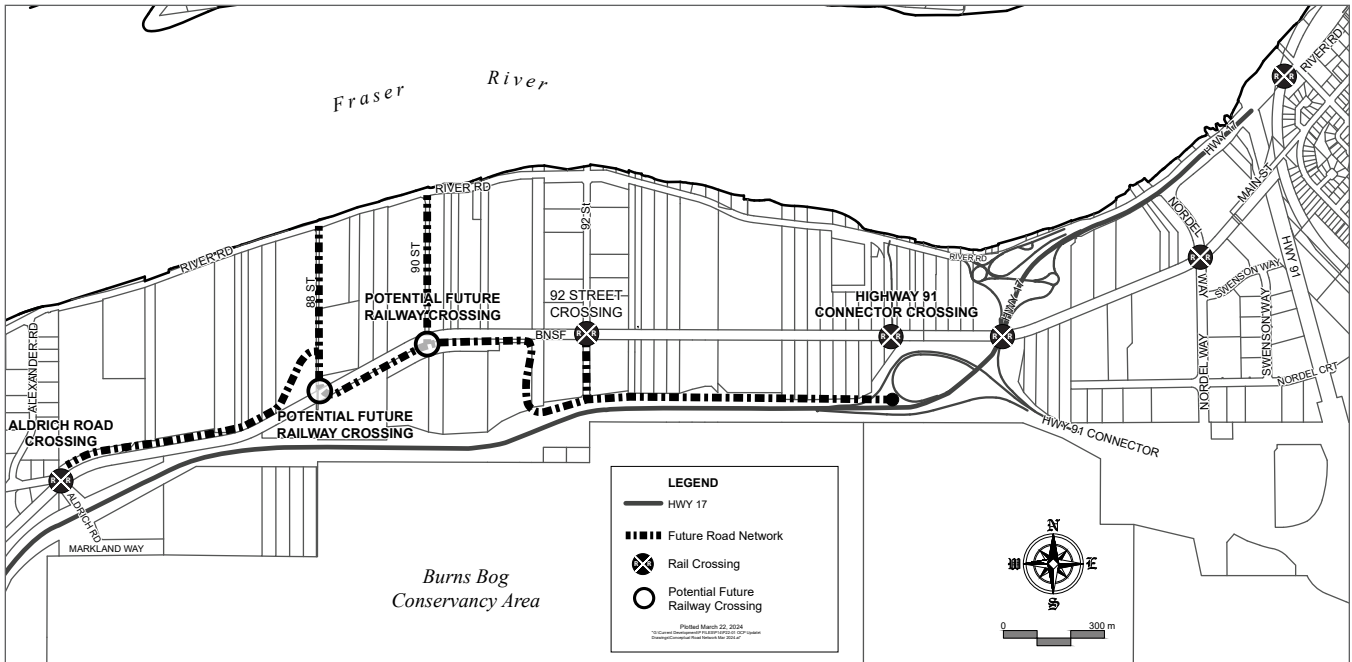 Fraser River
RIVER RD
HWY 17
MAIN ST
RIVER RD
92 St
NORDEL
90 ST
RIVER RD
RIVER RD
HWY 91
88 ST
HWY 17
WAY
SWENSON WAY
POTENTIAL FUTURE
RAILWAY CROSSING
92 STREET
CROSSING
HIGHWAY 91
CONNECTOR CROSSING
BNSF
ALEXANDER RD
NORDEL WAY
SWENSON WAY
NORDEL CRT
ALDRICH ROAD
CROSSING
POTENTIAL FUTURE
RAILWAY CROSSING
HWY 91 CONNECTOR
ALDRICH RD
MARKLAND WAY
Burns Bog
Conservancy Area
LEGEND
HWY 17
Future Road Network
Rail Crossing
Potential Future
Railway Crossing
Plotted March 22, 2024
N
W E
S
0 300 m